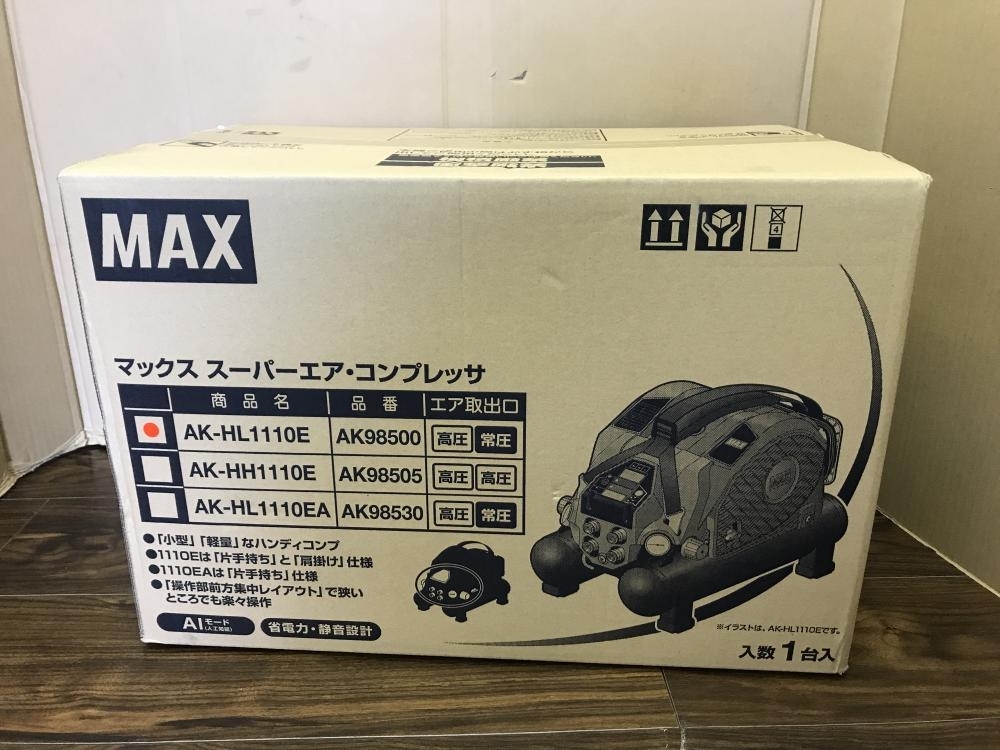 MAX
4
マックス スーパーエア・コンプレッサ
商品名 品番 エア取出口
AK-HL1110E AK98500 高圧 常圧
AK-HH1110E AK98505 高圧 高圧
AK-HL1110EA AK98530 高圧 常圧
●「小型」「軽量」なハンディコンプ
●1110Eは「片手持ち」と「肩掛け」仕様
●1110EAは「片手持ち」仕様
●「操作部前方集中レイアウト」で狭い
ところでも楽々操作
AIモード
(人工知能)
省電力・静音設計
※イラストは、AK-HL1110Eです。
入数 1 台入